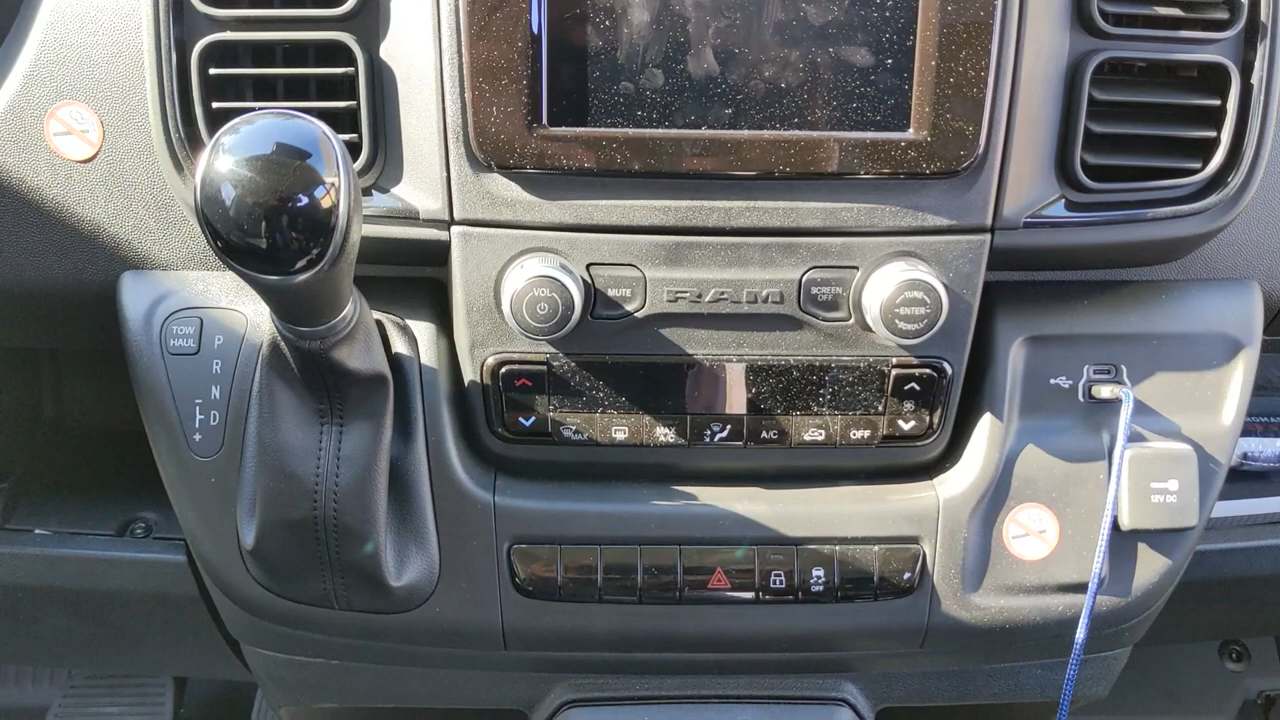 VOL
MUTE
RAM
SCREEN
OFF
TUNE
ENTER
SCROLL
TOW
HAUL
P
R
N
D
-
+
MAX
MAX
A/C
A/C
OFF
12V DC
OFF